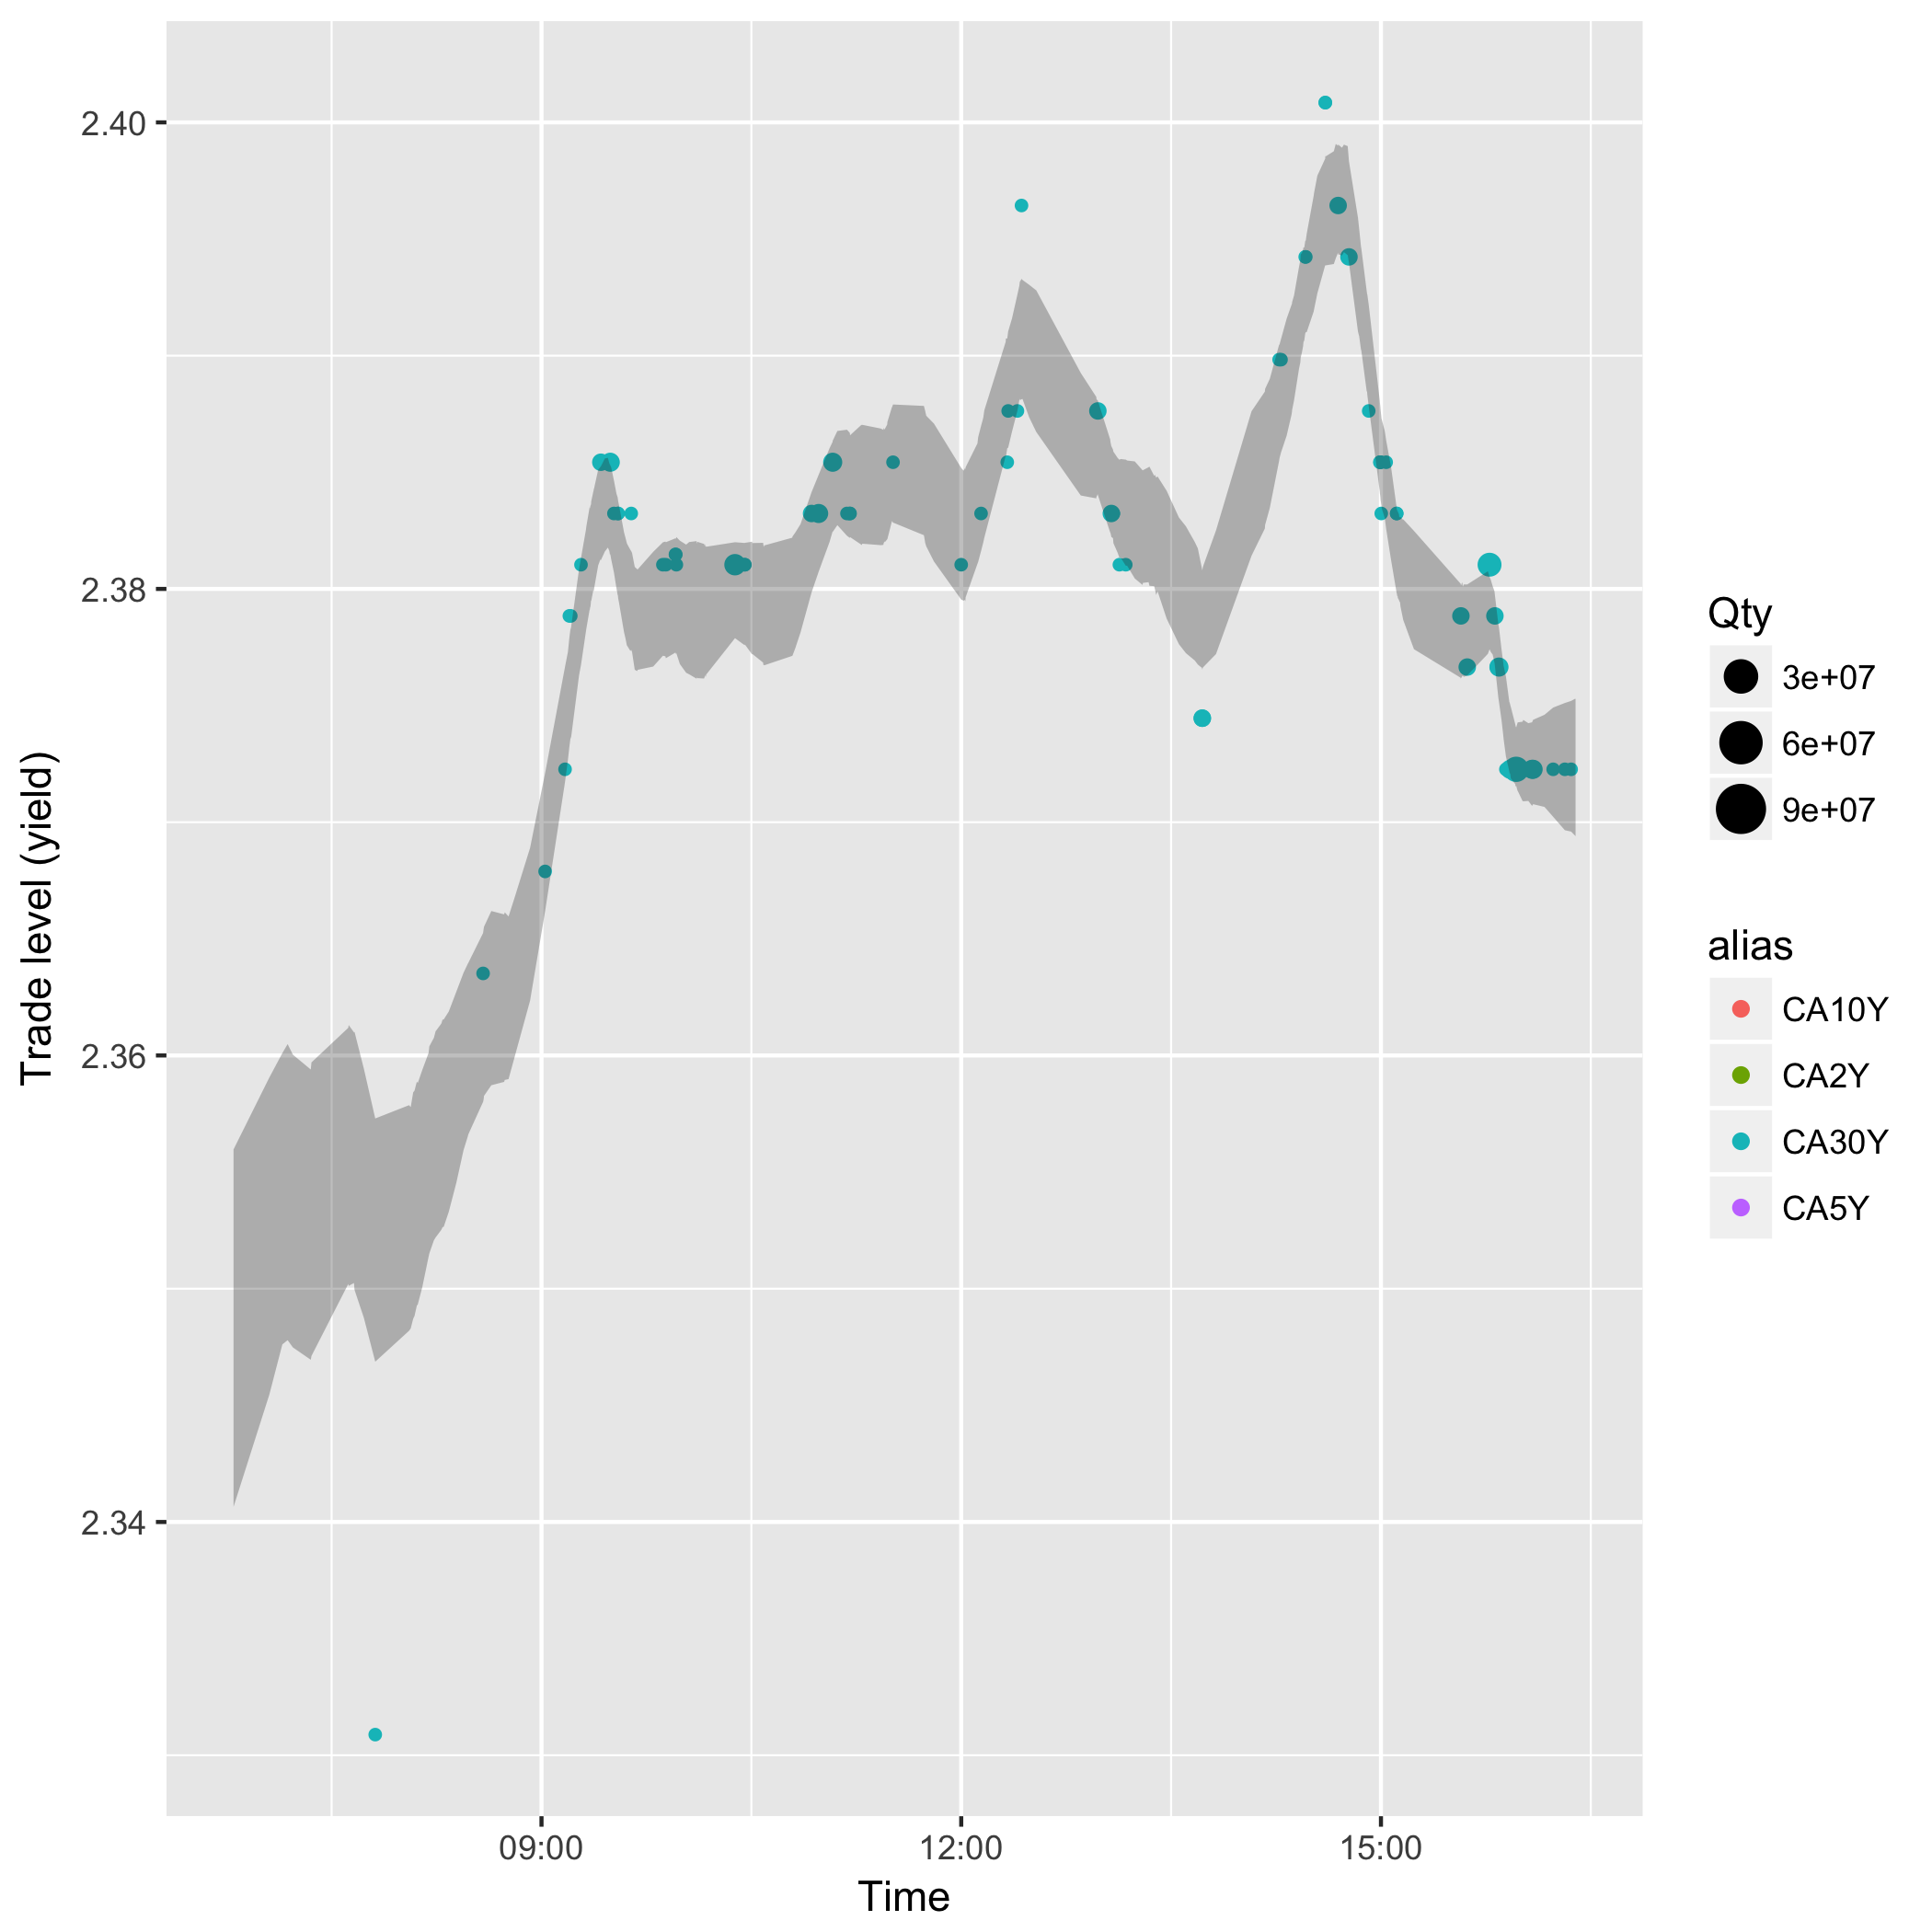 2.40
2.38
2.36
2.34
Trade level (yield)
09:00
12:00
15:00
Time
Qty
3e+07
6e+07
9e+07
alias
CA10Y
CA2Y
CA30Y
CA5Y